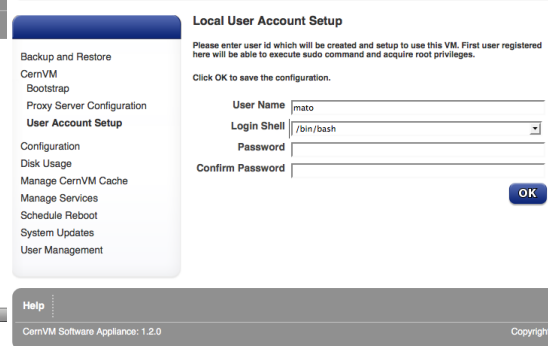 Local User Account Setup
Please enter user id which will be created and setup to use this VM. First user registered
here will be able to execute sudo command and acquire root privileges.
Click OK to save the configuration.
User Name mato
Login Shell /bin/bash
Password
Confirm Password
OK
Backup and Restore
CernVM
Bootstrap
Proxy Server Configuration
User Account Setup
Configuration
Disk Usage
Manage CernVM Cache
Manage Services
Schedule Reboot
System Updates
User Management
Help
CernVM Software Appliance: 1.2.0
Copyright